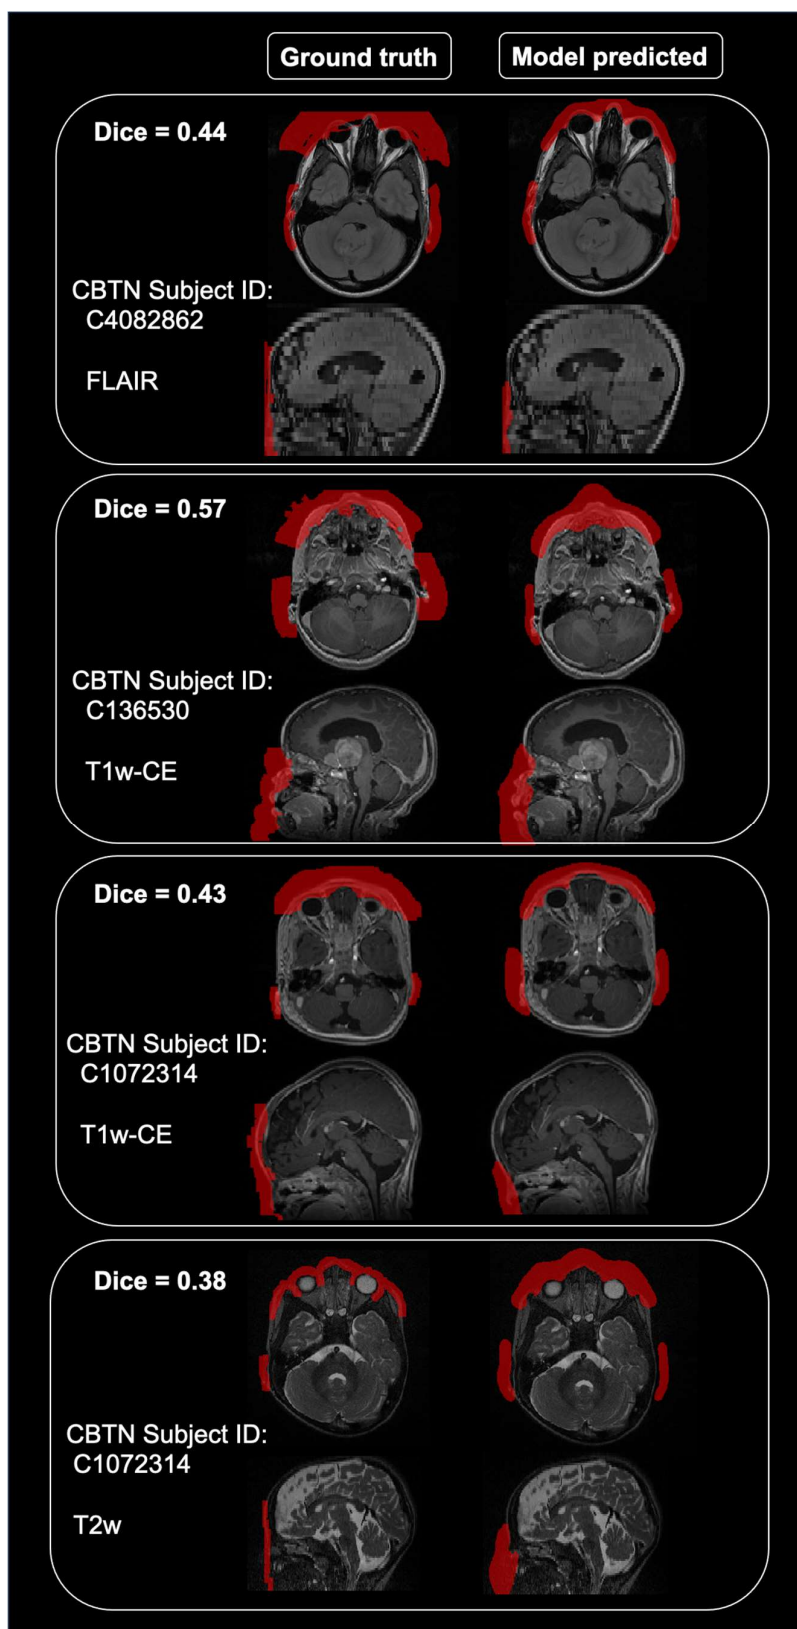 Ground truth
Model predicted
Dice = 0.44
CBTN Subject ID:
C4082862
FLAIR
Dice = 0.57
CBTN Subject ID:
C136530
T1w-CE
Dice = 0.43
CBTN Subject ID:
C1072314
T1w-CE
Dice = 0.38
CBTN Subject ID:
C1072314
T2w